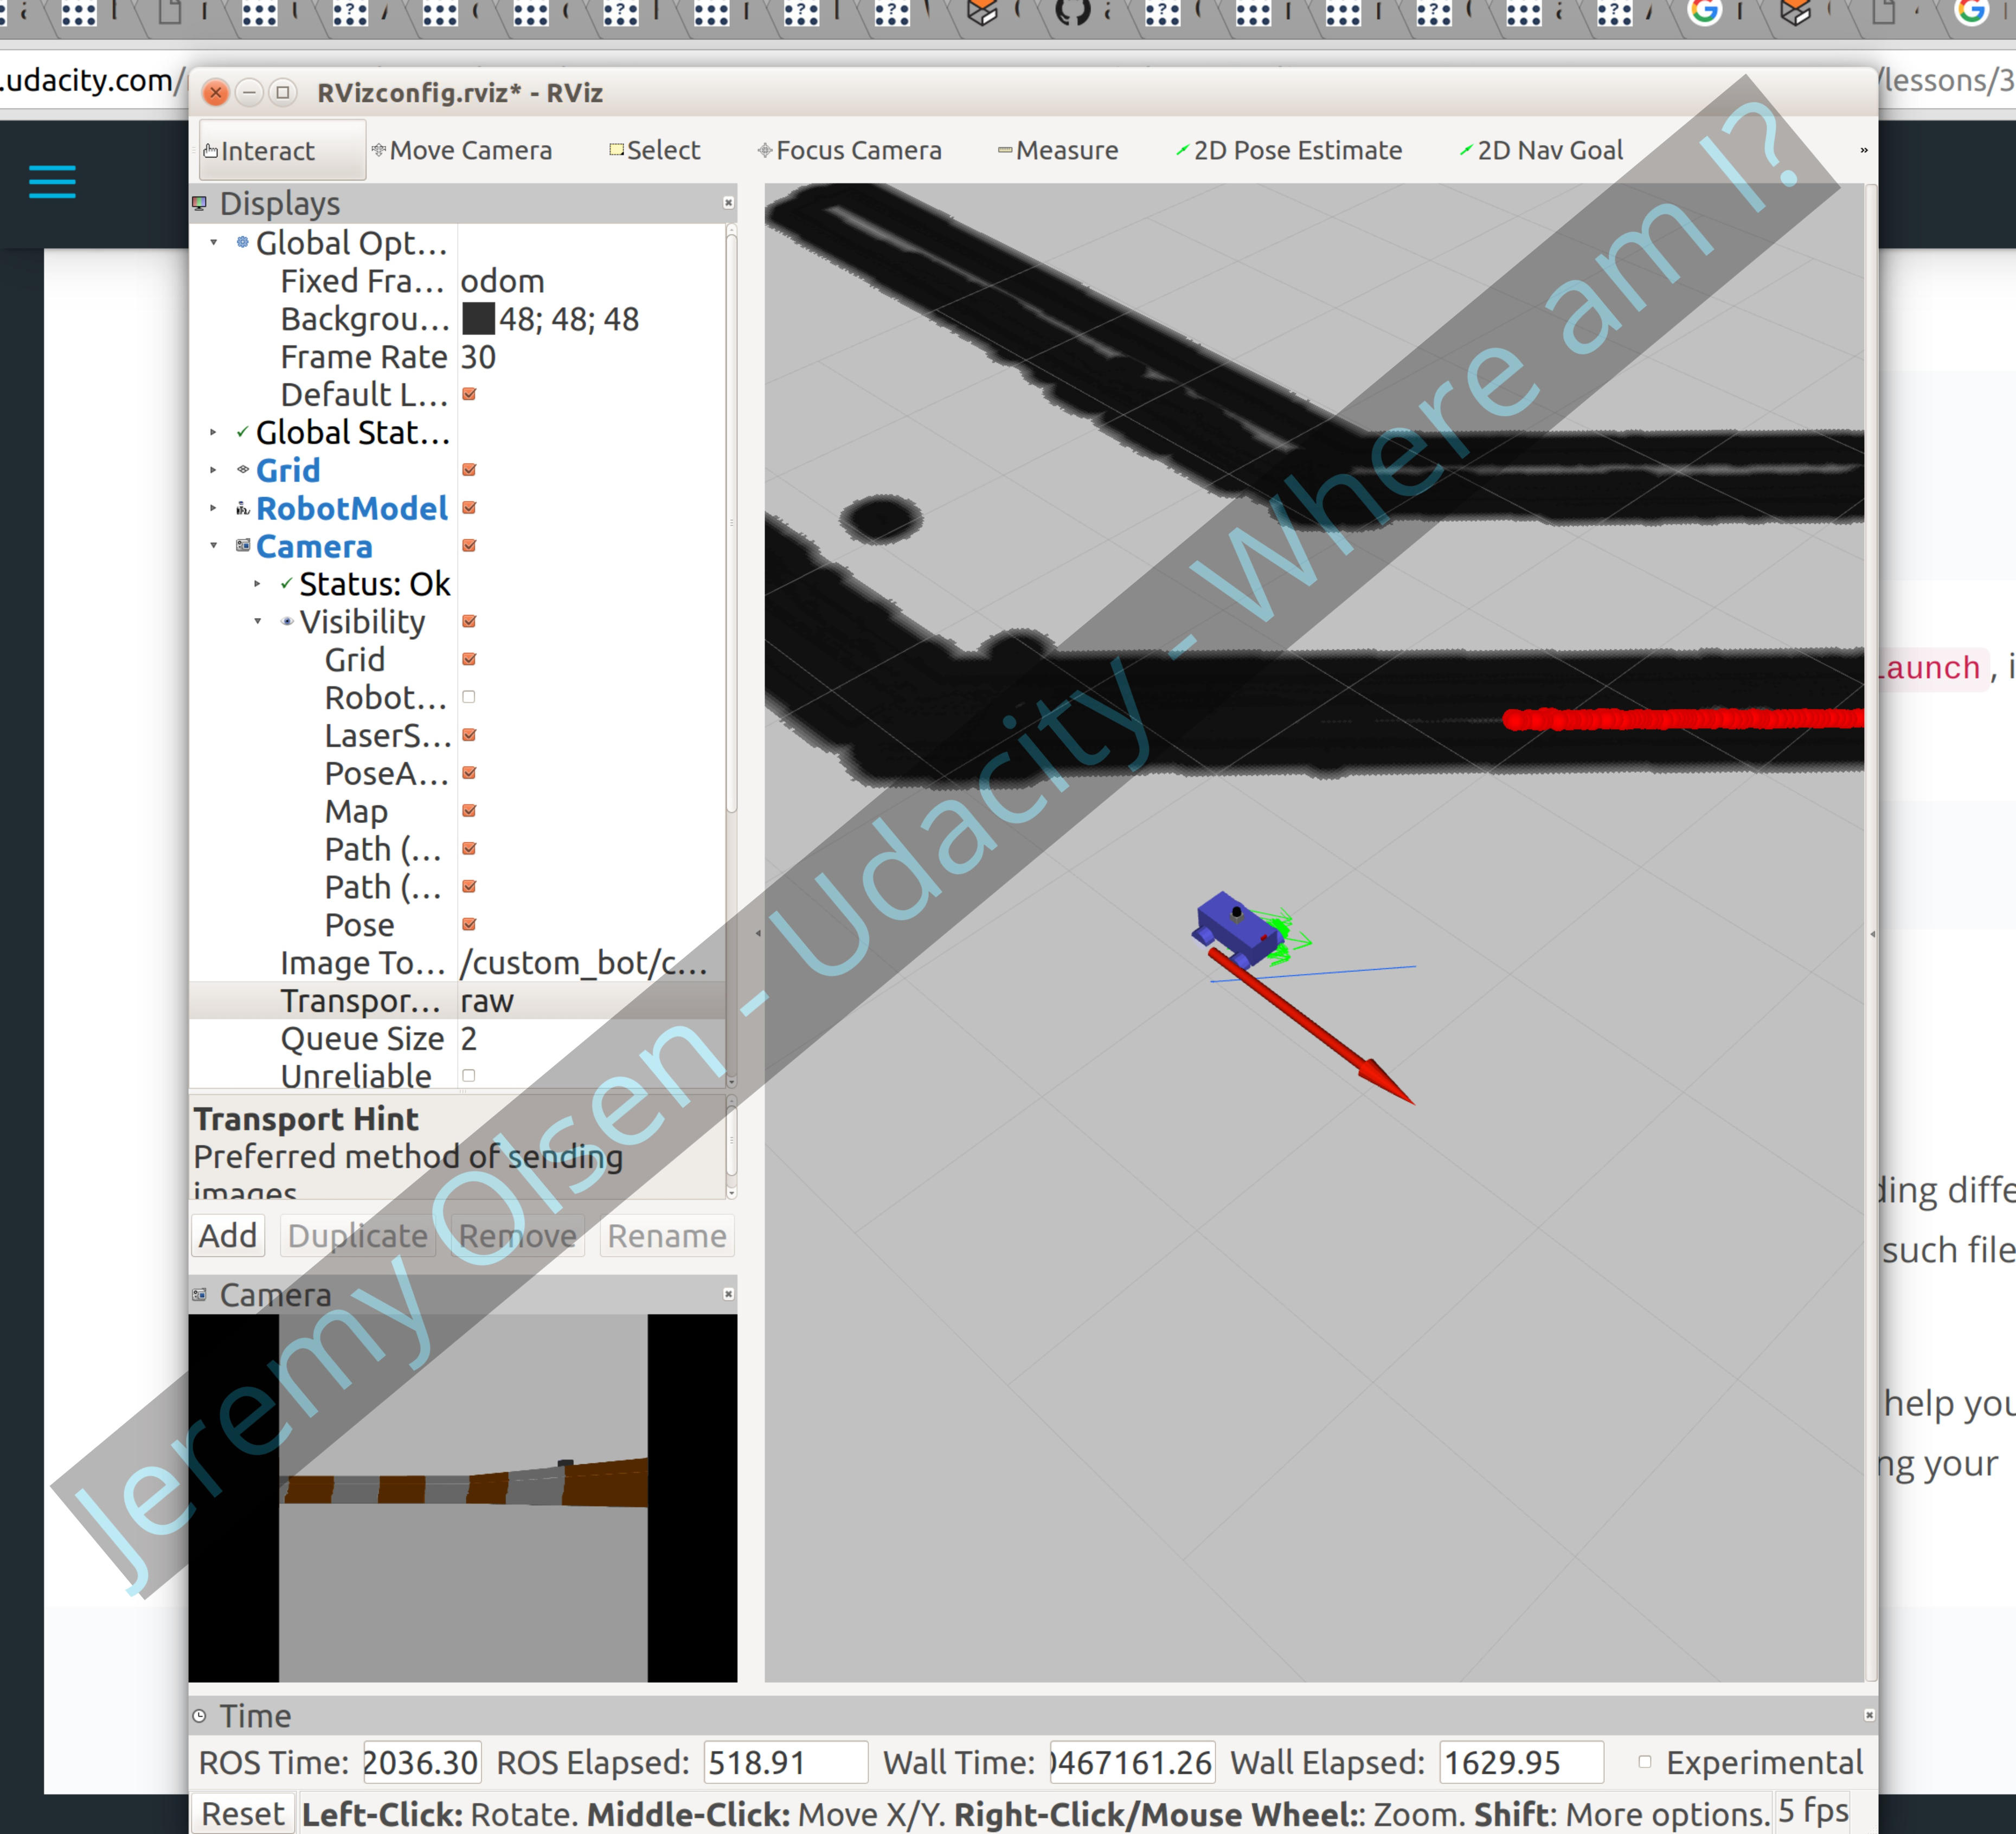 .udacity.com/
/lessons/3
RVizconfig.rviz* - RViz
Interact Move Camera Select Focus Camera Measure 2D Pose Estimate 2D Nav Goal »
Displays
Global Opt...
Fixed Fra... odom
Backgrou... 48; 48; 48
Frame Rate 30
Default L...
Global Stat...
Grid
RobotModel
Camera
Status: Ok
Visibility
Grid
Robot...
LaserS...
PoseA...
Map
Path (...
Path (...
Pose
Image To... /custom_bot/c...
Transpor... raw
Queue Size 2
Unreliable
Transport Hint
Preferred method of sending
images
Add Duplicate Remove Rename
Camera
Jeremy Olsen - Udacity - Where am I?
launch, i
ding diffe
such file
help you
ng your
Time
ROS Time: 2036.30 ROS Elapsed: 518.91 Wall Time: 0467161.26 Wall Elapsed: 1629.95 Experimental
Reset Left-Click: Rotate. Middle-Click: Move X/Y. Right-Click/Mouse Wheel:: Zoom. Shift: More options. 5 fps